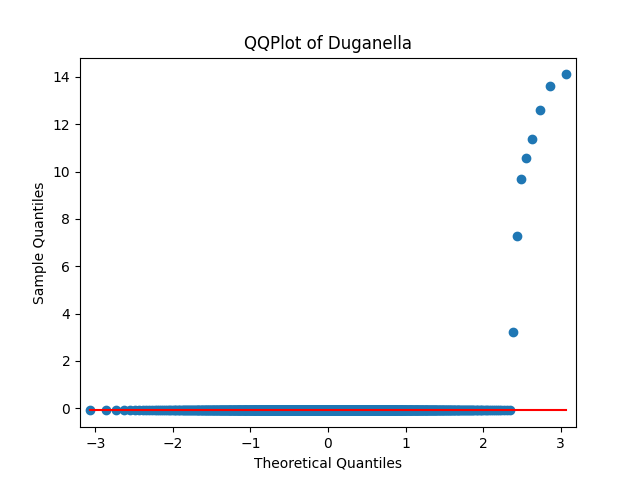 QQPlot of Duganella
14
12
10
8
6
4
2
0
Sample Quantiles
−3 −2 −1 0 1 2 3
Theoretical Quantiles